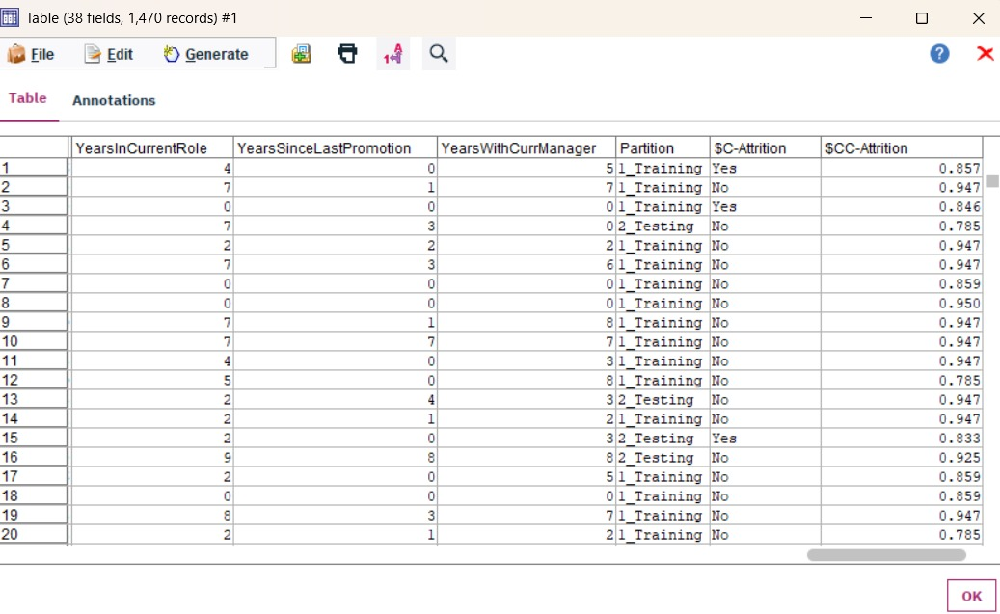 Table (38 fields, 1,470 records) #1
File Edit Generate
Table Annotations
YearsInCurrentRole YearsSinceLastPromotion YearsWithCurrManager Partition $C-Attrition $CC-Attrition
1 4 0 5 1_Training Yes 0.857
2 7 1 7 1_Training No 0.947
3 0 0 0 1_Training Yes 0.846
4 7 3 0 2_Testing No 0.785
5 2 2 2 1_Training No 0.947
6 7 3 6 1_Training No 0.947
7 0 0 0 1_Training No 0.859
8 0 0 0 1_Training No 0.950
9 7 1 8 1_Training No 0.947
10 7 7 7 1_Training No 0.947
11 4 0 3 1_Training No 0.947
12 5 0 8 1_Training No 0.785
13 2 4 3 2_Testing No 0.947
14 2 1 2 1_Training No 0.947
15 2 0 3 2_Testing Yes 0.833
16 9 8 8 2_Testing No 0.925
17 2 0 5 1_Training No 0.859
18 0 0 0 1_Training No 0.859
19 8 3 7 1_Training No 0.947
20 2 1 2 1_Training No 0.785
OK